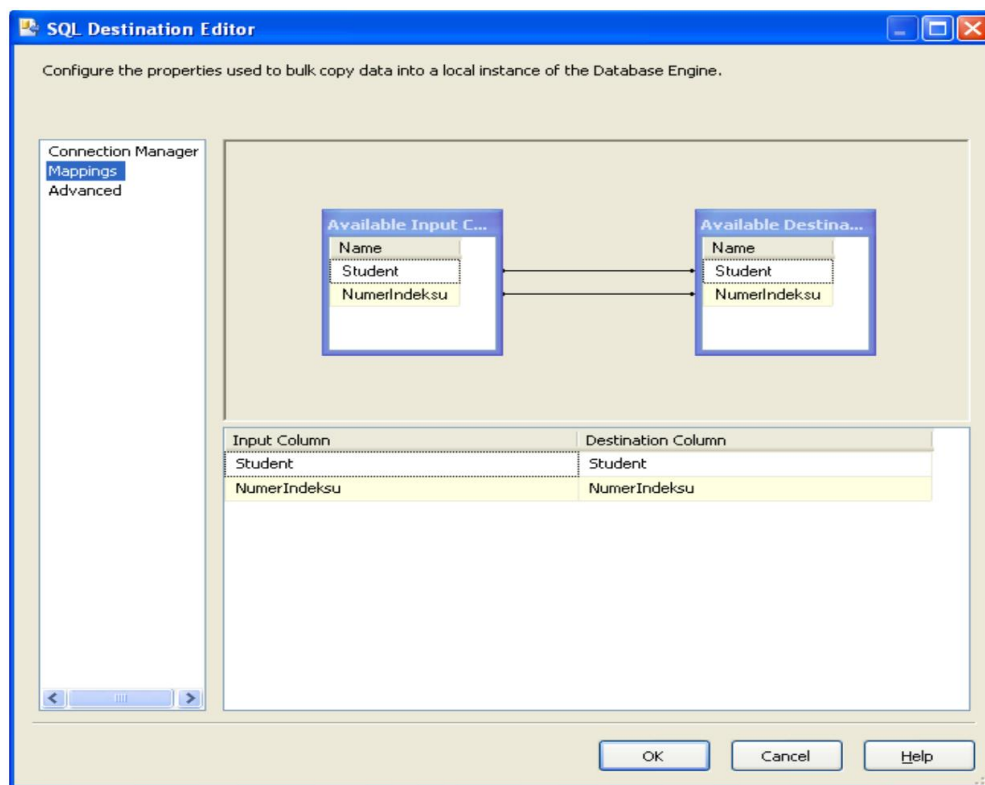 SQL Destination Editor
Configure the properties used to bulk copy data into a local instance of the Database Engine.
Connection Manager
Mappings
Advanced
Available Input C...
Name
Student
NumerIndeksu
Available Destina...
Name
Student
NumerIndeksu
Input Column Destination Column
Student Student
NumerIndeksu NumerIndeksu
OK Cancel Help